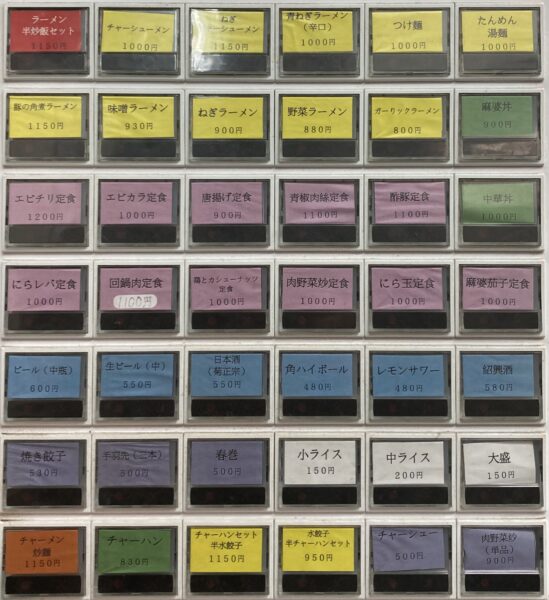 ラーメン
半炒飯セット
1150円
チャーシューメン
1000円
ねぎ
チャーシューメン
1150円
青ねぎラーメン
(辛口)
1000円
つけ麺
1000円
たんめん
湯麺
1000円
豚の角煮ラーメン
1150円
味噌ラーメン
930円
ねぎラーメン
900円
野菜ラーメン
880円
ガーリックラーメン
800円
麻婆丼
900円
エビチリ定食
1200円
エビカラ定食
1000円
唐揚げ定食
900円
青椒肉絲定食
1100円
酢豚定食
1100円
中華丼
1000円
にらレバ定食
1000円
回鍋肉定食
1100円
鶏とカシューナッツ
定食
1000円
肉野菜炒定食
1000円
にら玉定食
1000円
麻婆茄子定食
1000円
ビール(中瓶)
600円
生ビール(中)
550円
日本酒
(菊正宗)
550円
角ハイボール
480円
レモンサワー
480円
紹興酒
580円
焼き餃子
530円
手羽先(二本)
500円
春巻
500円
小ライス
150円
中ライス
200円
大盛
150円
チャーメン
炒麺
1150円
チャーハン
830円
チャーハンセット
半水餃子
1150円
水餃子
半チャーハンセット
950円
チャーシュー
500円
肉野菜炒
(単品)
900円